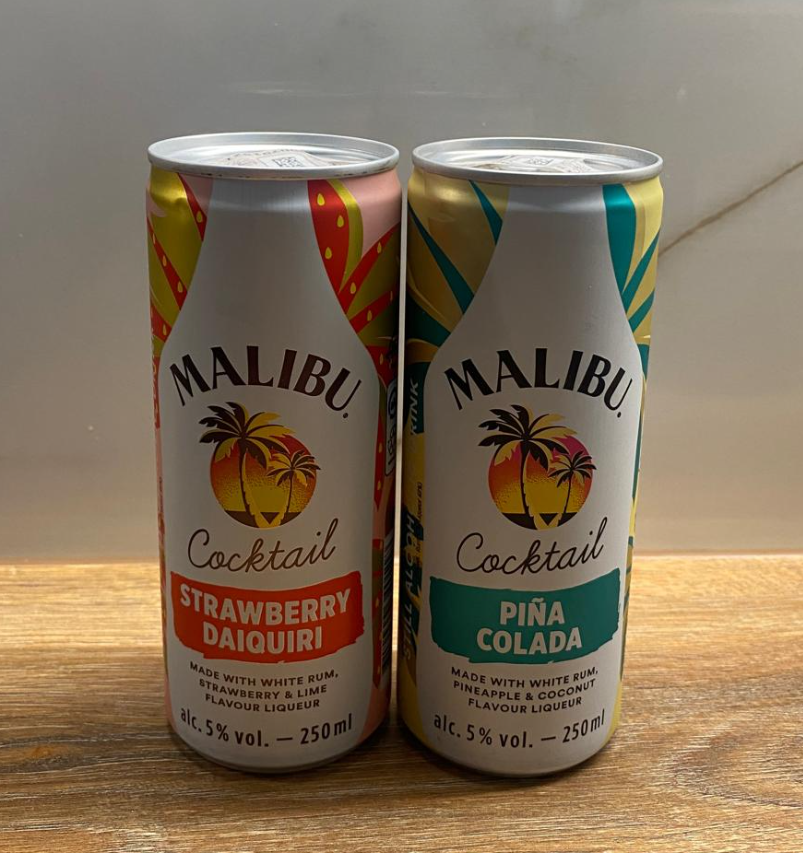 MALIBU
Cocktail
STRAWBERRY
DAIQUIRI
MADE WITH WHITE RUM,
STRAWBERRY & LIME
FLAVOUR LIQUEUR
alc. 5% vol. — 250ml
MALIBU
Cocktail
PIÑA
COLADA
MADE WITH WHITE RUM,
PINEAPPLE & COCONUT
FLAVOUR LIQUEUR
alc. 5% vol. — 250ml